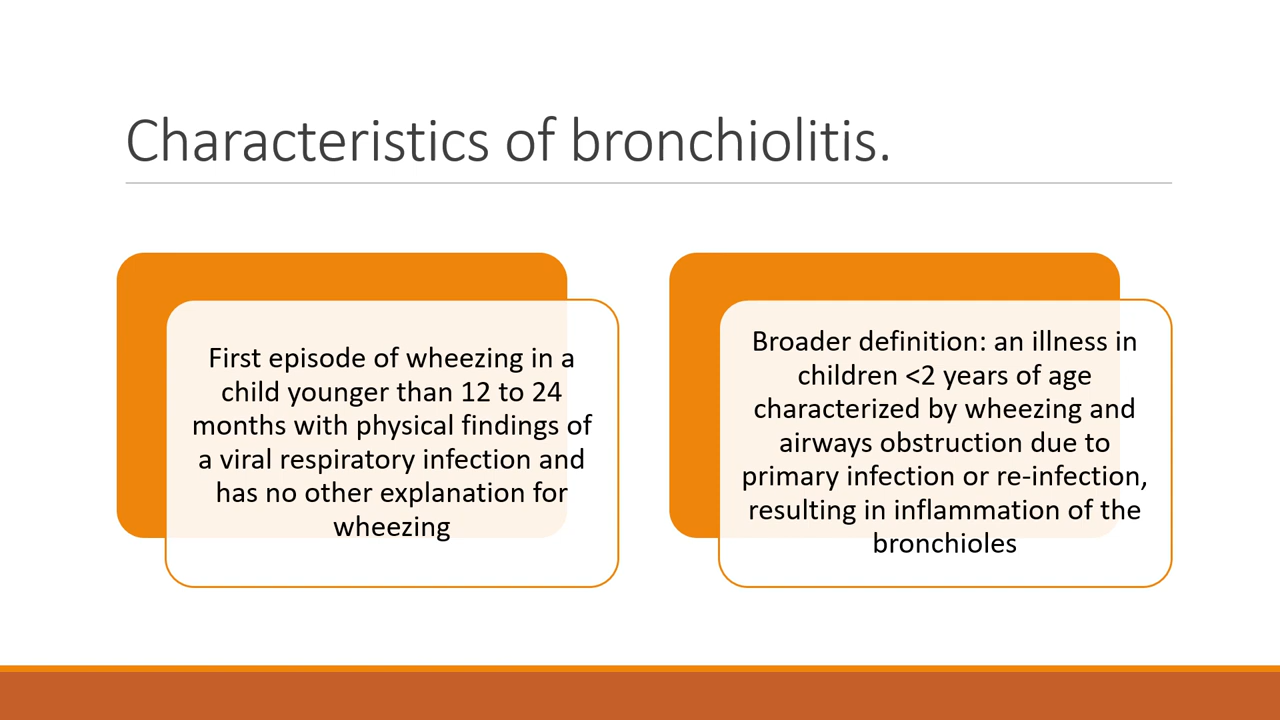 Characteristics of bronchiolitis.
First episode of wheezing in a
child younger than 12 to 24
months with physical findings of
a viral respiratory infection and
has no other explanation for
wheezing
Broader definition: an illness in
children <2 years of age
characterized by wheezing and
airways obstruction due to
primary infection or re-infection,
resulting in inflammation of the
bronchioles